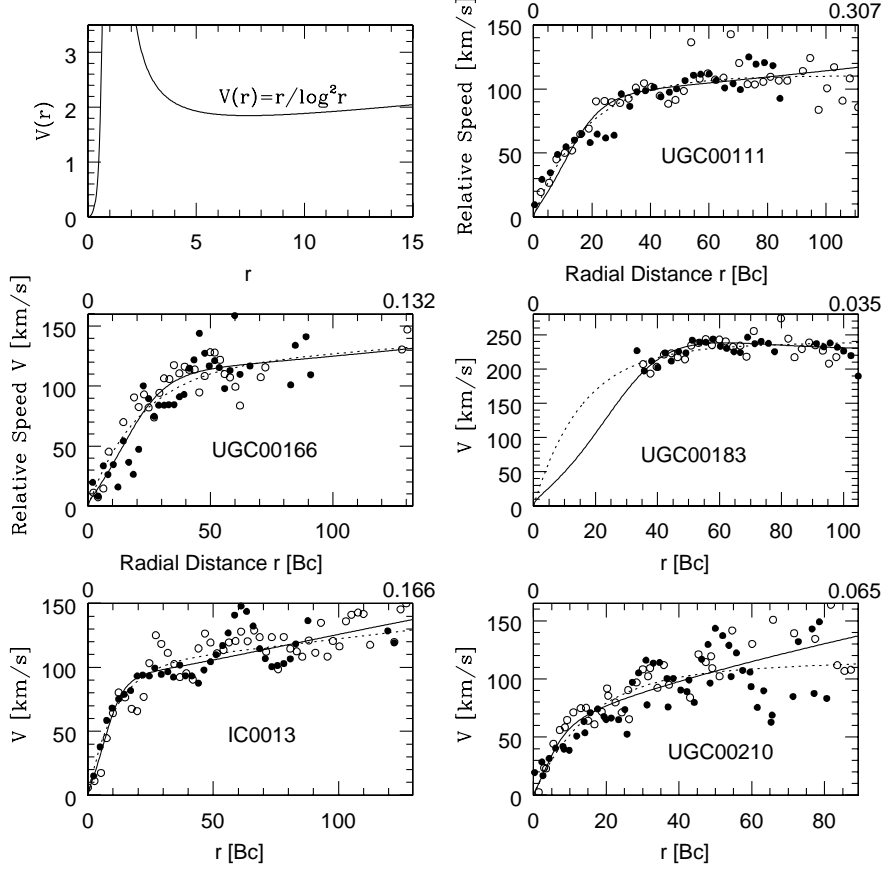 V(r)
3
2
1
0
V(r)=r/log²r
0 5 10 15
r
0 0.307
Relative Speed [km/s]
150
100
50
0
UGC00111
0 20 40 60 80 100
Radial Distance r [Bc]
0 0.132
Relative Speed V [km/s]
150
100
50
0
UGC00166
0 50 100
Radial Distance r [Bc]
0 0.035
V [km/s]
250
200
150
100
50
0
UGC00183
0 20 40 60 80 100
r [Bc]
0 0.166
V [km/s]
150
100
50
0
IC0013
0 50 100
r [Bc]
0 0.065
V [km/s]
150
100
50
0
UGC00210
0 20 40 60 80
r [Bc]